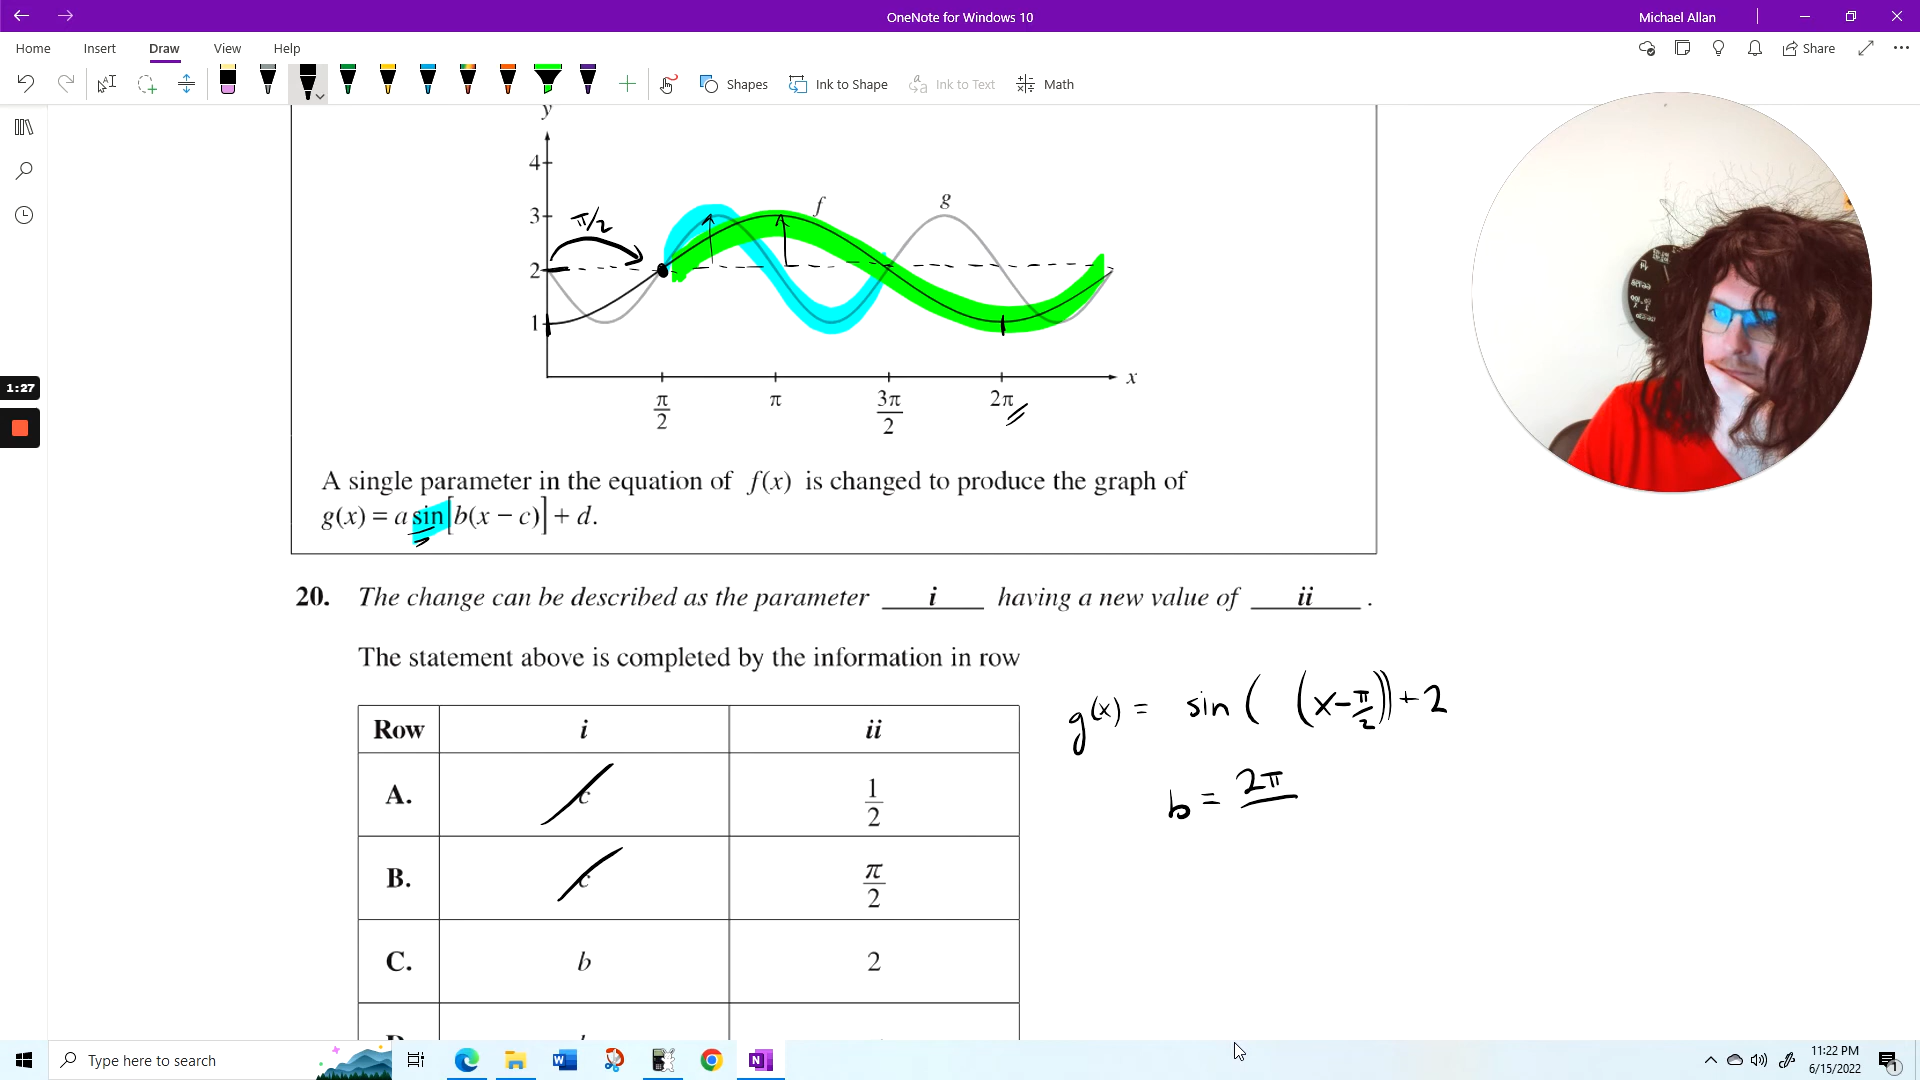 OneNote for Windows 10
Michael Allan
Home Insert Draw View Help
Share
Shapes Ink to Shape Ink to Text Math
y
4
3
2
1
π/2
f
g
x
π/2 π 3π/2 2π
A single parameter in the equation of f(x) is changed to produce the graph of
g(x) = a sin[b(x − c)] + d.
1:27
20. The change can be described as the parameter i having a new value of ii .
The statement above is completed by the information in row
Row i ii
A. c 1/2
B. c π/2
C. b 2
g(x) = sin( (x-π/2))+2
b = 2π
Type here to search
11:22 PM
6/15/2022
1